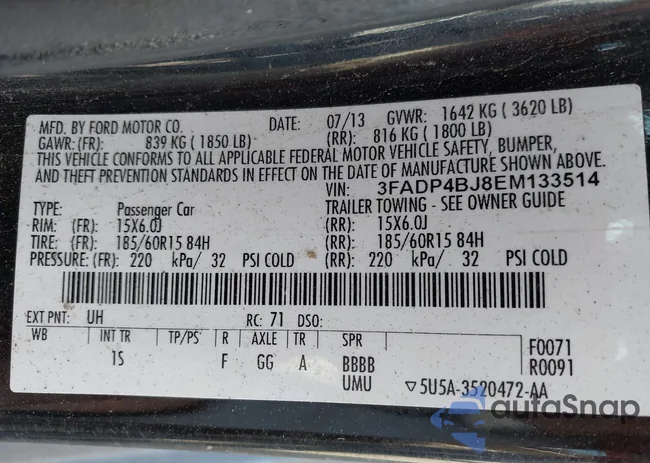 MFD. BY FORD MOTOR CO. DATE: 07/13 GVWR: 1642 KG ( 3620 LB)
GAWR: (FR): 839 KG ( 1850 LB) (RR): 816 KG ( 1800 LB)
THIS VEHICLE CONFORMS TO ALL APPLICABLE FEDERAL MOTOR VEHICLE SAFETY, BUMPER,
AND THEFT PREVENTION STANDARDS IN EFFECT ON THE DATE OF MANUFACTURE SHOWN ABOVE.
VIN: 3FADP4BJ8EM133514
TYPE: Passenger Car TRAILER TOWING - SEE OWNER GUIDE
RIM: (FR): 15X6.0J (RR): 15X6.0J
TIRE: (FR): 185/60R15 84H (RR): 185/60R15 84H
PRESSURE: (FR): 220 kPa/ 32 PSI COLD (RR): 220 kPa/ 32 PSI COLD
EXT PNT: UH RC: 71 DSO:
WB INT TR TP/PS R AXLE TR SPR F0071
1S F GG A BBBB R0091
UMU ▽5U5A-3520472-AA
autoSnap